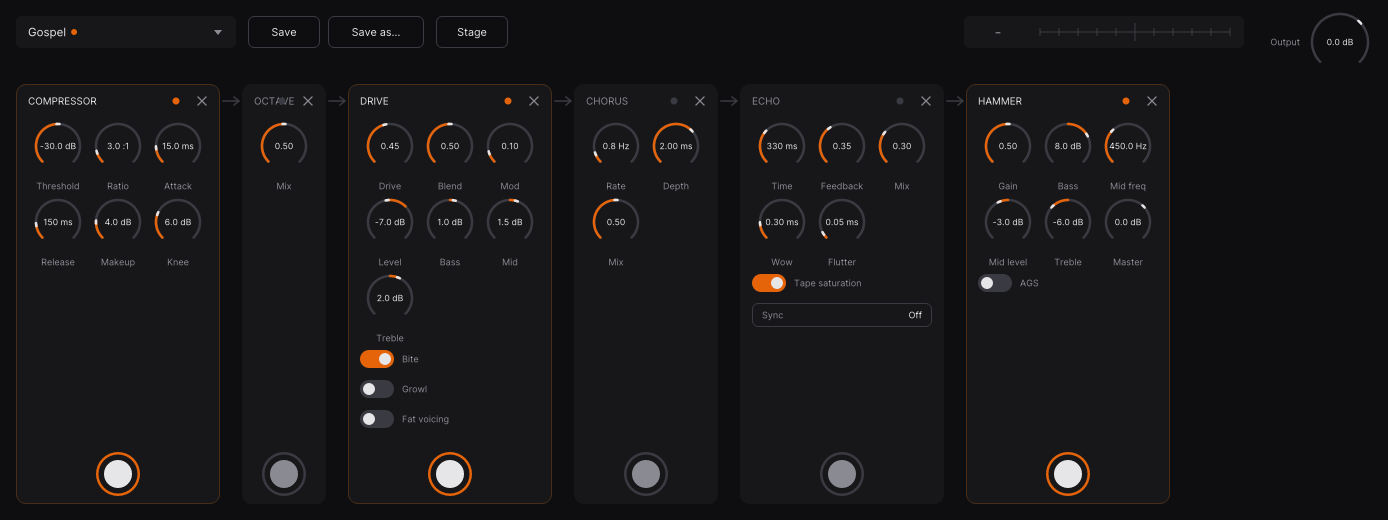 Gospel
Save
Save as...
Stage
–
Output
0.0 dB
COMPRESSOR
-30.0 dB
3.0 :1
15.0 ms
Threshold
Ratio
Attack
150 ms
4.0 dB
6.0 dB
Release
Makeup
Knee
OCTAVE
0.50
Mix
DRIVE
0.45
0.50
0.10
Drive
Blend
Mod
-7.0 dB
1.0 dB
1.5 dB
Level
Bass
Mid
2.0 dB
Treble
Bite
Growl
Fat voicing
CHORUS
0.8 Hz
2.00 ms
Rate
Depth
0.50
Mix
ECHO
330 ms
0.35
0.30
Time
Feedback
Mix
0.30 ms
0.05 ms
Wow
Flutter
Tape saturation
Sync
Off
HAMMER
0.50
8.0 dB
450.0 Hz
Gain
Bass
Mid freq
-3.0 dB
-6.0 dB
0.0 dB
Mid level
Treble
Master
AGS